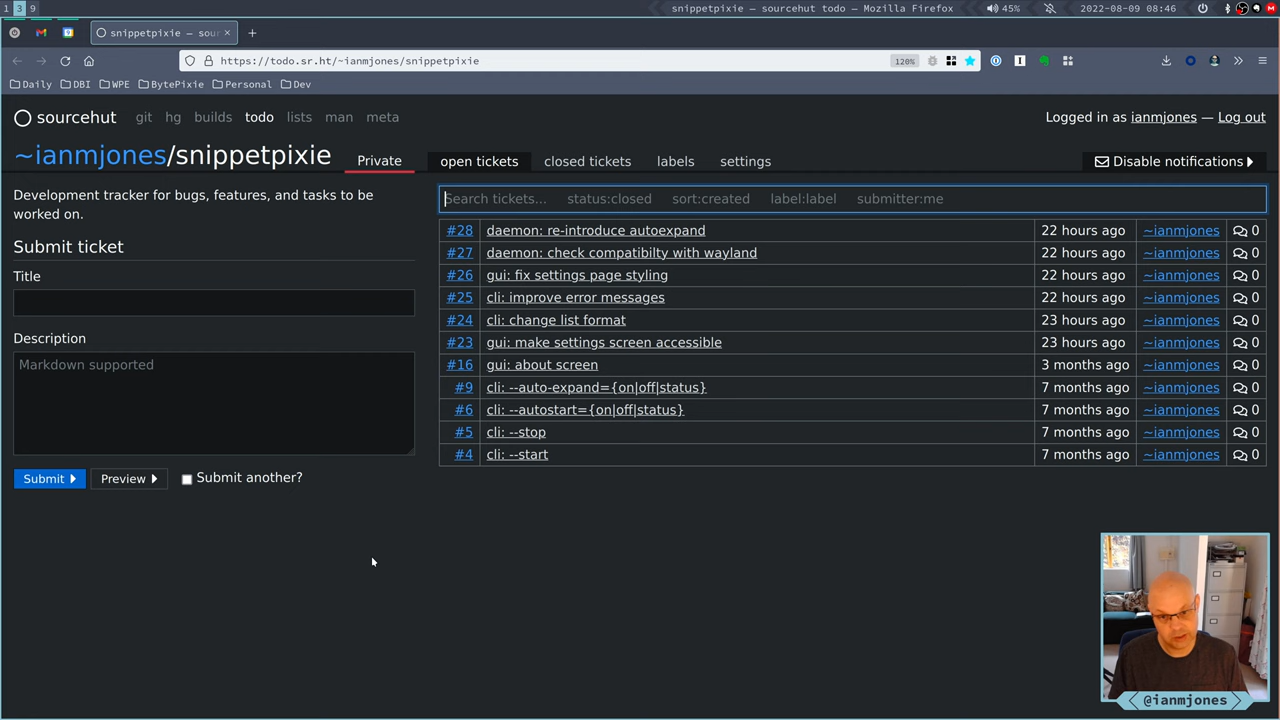 1 3 9
snippetpixie — sourcehut todo — Mozilla Firefox
45%
2022-08-09 08:46
snippetpixie — sour
https://todo.sr.ht/~ianmjones/snippetpixie
120%
Daily DBI WPE BytePixie Personal Dev
sourcehut git hg builds todo lists man meta
Logged in as ianmjones — Log out
~ianmjones/snippetpixie Private
open tickets closed tickets labels settings
Disable notifications
Development tracker for bugs, features, and tasks to
be worked on.
Submit ticket
Title
Description
Markdown supported
Submit Preview Submit another?
Search tickets... status:closed sort:created label:label submitter:me
#28 daemon: re-introduce autoexpand 22 hours ago ~ianmjones 0
#27 daemon: check compatibilty with wayland 22 hours ago ~ianmjones 0
#26 gui: fix settings page styling 22 hours ago ~ianmjones 0
#25 cli: improve error messages 22 hours ago ~ianmjones 0
#24 cli: change list format 23 hours ago ~ianmjones 0
#23 gui: make settings screen accessible 23 hours ago ~ianmjones 0
#16 gui: about screen 3 months ago ~ianmjones 0
#9 cli: --auto-expand={on|off|status} 7 months ago ~ianmjones 0
#6 cli: --autostart={on|off|status} 7 months ago ~ianmjones 0
#5 cli: --stop 7 months ago ~ianmjones 0
#4 cli: --start 7 months ago ~ianmjones 0
@ianmjones